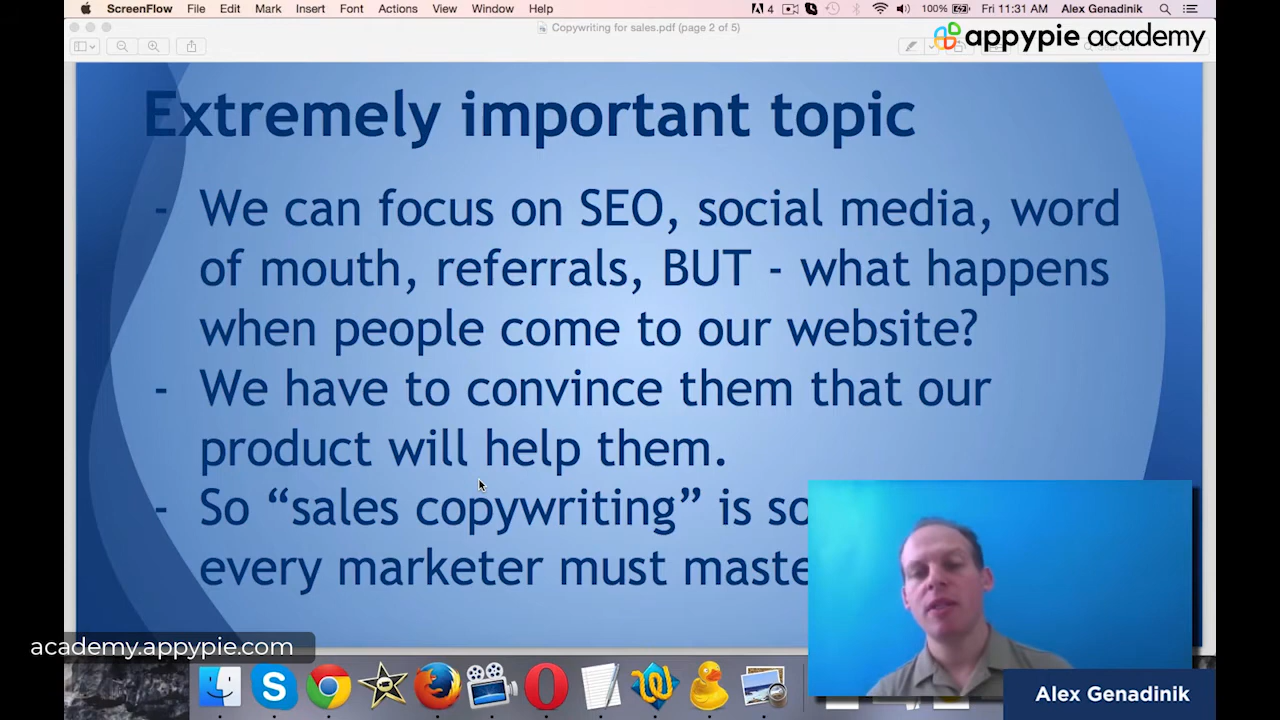 ScreenFlow File Edit Mark Insert Font Actions View Window Help 4 100% Fri 11:31 AM Alex Genadinik
Copywriting for sales.pdf (page 2 of 5)
appypie academy
Extremely important topic
- We can focus on SEO, social media, word
of mouth, referrals, BUT - what happens
when people come to our website?
- We have to convince them that our
product will help them.
- So “sales copywriting” is so
every marketer must maste
academy.appypie.com
Alex Genadinik